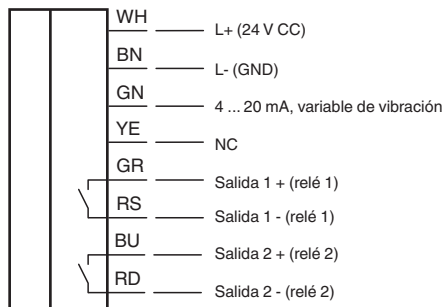 WH L+ (24 V CC)
BN L- (GND)
GN 4 ... 20 mA, variable de vibración
YE NC
GR Salida 1 + (relé 1)
RS Salida 1 - (relé 1)
BU Salida 2 + (relé 2)
RD Salida 2 - (relé 2)